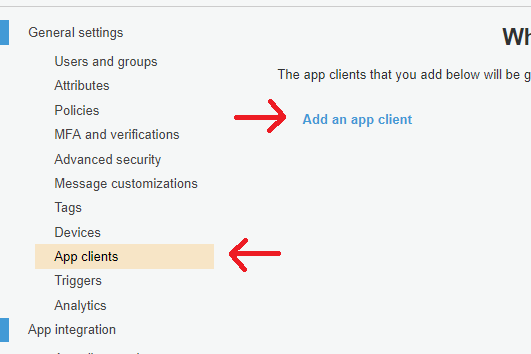 General settings
Users and groups
Attributes
Policies
MFA and verifications
Advanced security
Message customizations
Tags
Devices
App clients
Triggers
Analytics
App integration
The app clients that you add below will be
Add an app client